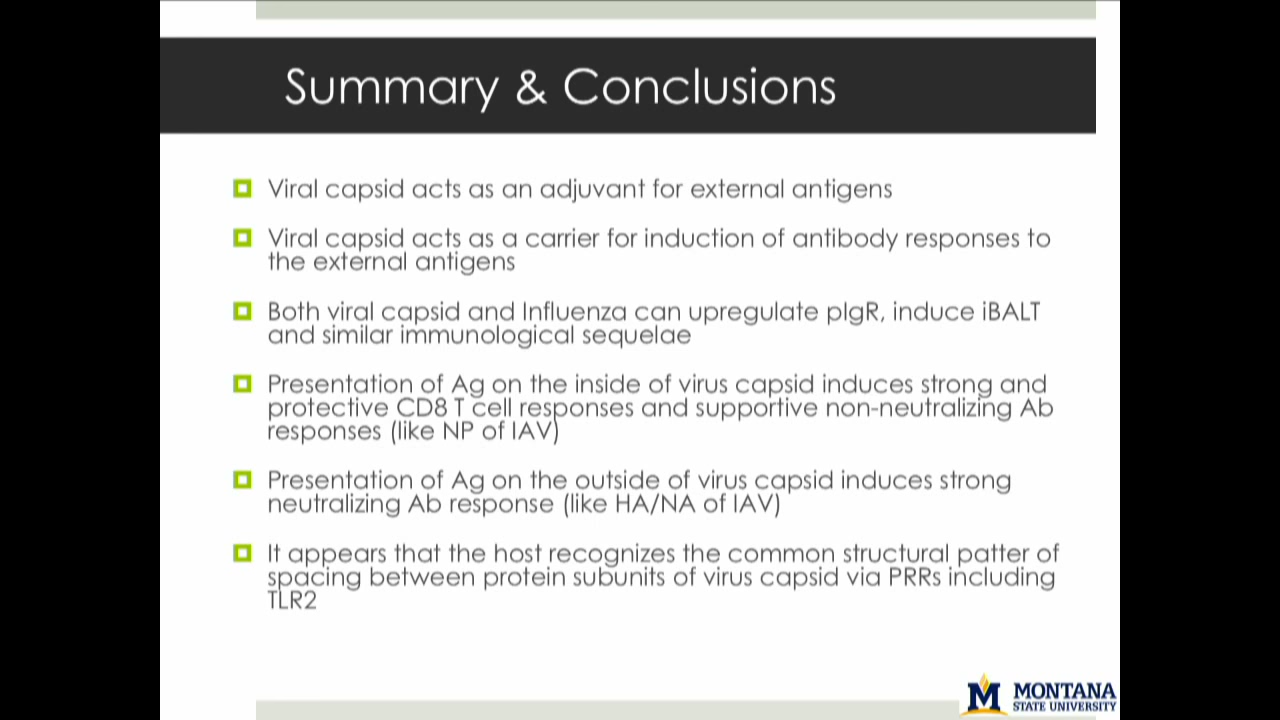 Summary & Conclusions
Viral capsid acts as an adjuvant for external antigens
Viral capsid acts as a carrier for induction of antibody responses to
the external antigens
Both viral capsid and Influenza can upregulate pIgR, induce iBALT
and similar immunological sequelae
Presentation of Ag on the inside of virus capsid induces strong and
protective CD8 T cell responses and supportive non-neutralizing Ab
responses (like NP of IAV)
Presentation of Ag on the outside of virus capsid induces strong
neutralizing Ab response (like HA/NA of IAV)
It appears that the host recognizes the common structural patter of
spacing between protein subunits of virus capsid via PRRs including
TLR2
M MONTANA
STATE UNIVERSITY